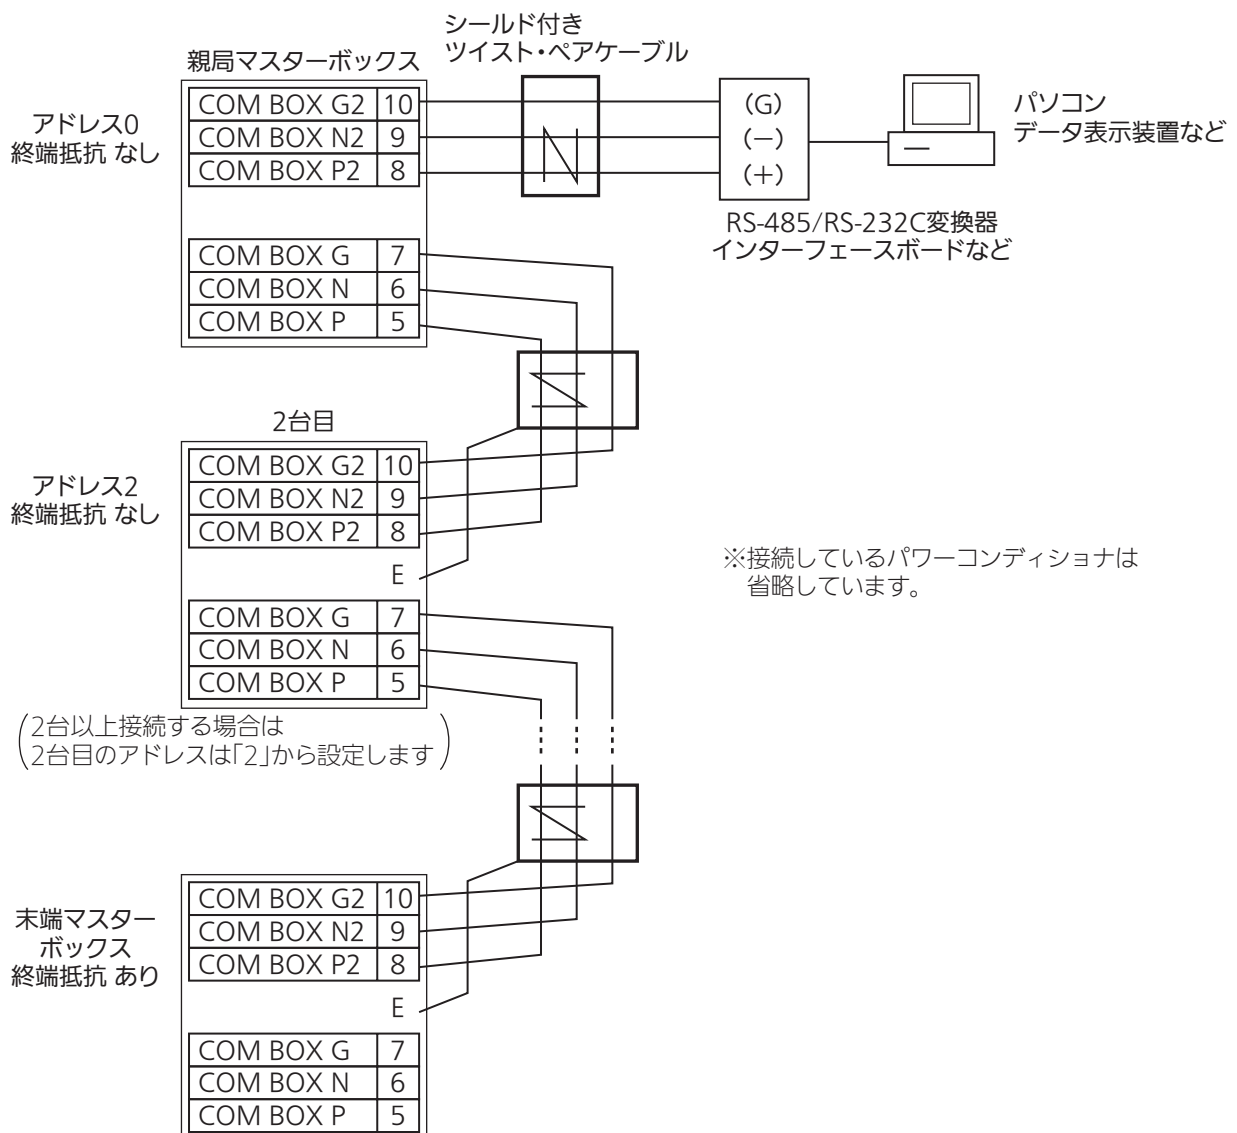 シールド付き
ツイスト・ペアケーブル
親局マスターボックス
アドレス0
終端抵抗 なし
COM BOX G2 10
COM BOX N2 9
COM BOX P2 8
(G)
(－)
(＋)
パソコン
データ表示装置など
RS-485/RS-232C変換器
インターフェースボードなど
COM BOX G 7
COM BOX N 6
COM BOX P 5
2台目
アドレス2
終端抵抗 なし
COM BOX G2 10
COM BOX N2 9
COM BOX P2 8
E
COM BOX G 7
COM BOX N 6
COM BOX P 5
※接続しているパワーコンディショナは
省略しています。
(2台以上接続する場合は
2台目のアドレスは「2」から設定します)
末端マスター
ボックス
終端抵抗 あり
COM BOX G2 10
COM BOX N2 9
COM BOX P2 8
E
COM BOX G 7
COM BOX N 6
COM BOX P 5